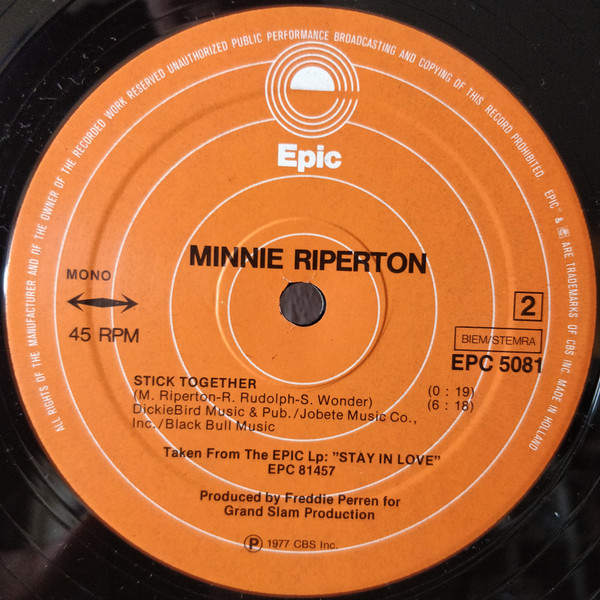 ALL RIGHTS OF THE MANUFACTURER AND OF THE OWNER OF THE RECORDED WORK RESERVED UNAUTHORIZED PUBLIC PERFORMANCE BROADCASTING AND COPYING OF THIS RECORD PROHIBITED. EPIC® & ARE TRADEMARKS OF CBS INC MADE IN HOLLAND
Epic
MINNIE RIPERTON
MONO
45 RPM
2
BIEM/STEMRA
EPC 5081
STICK TOGETHER (0 : 19)
(M. Riperton-R. Rudolph-S. Wonder) (6 : 18)
DickieBird Music & Pub./Jobete Music Co.,
Inc./Black Bull Music
Taken From The EPIC Lp: "STAY IN LOVE"
EPC 81457
Produced by Freddie Perren for
Grand Slam Production
℗ 1977 CBS Inc.